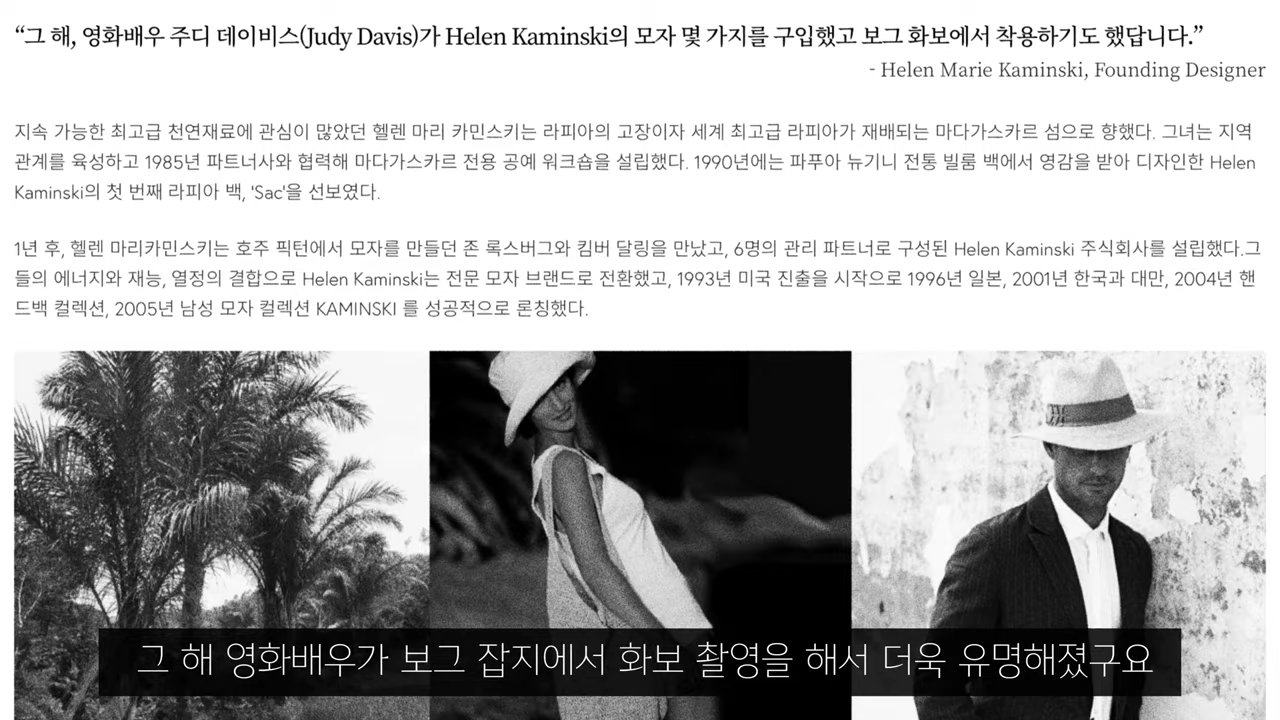 “그 해, 영화배우 주디 데이비스(Judy Davis)가 Helen Kaminski의 모자 몇 가지를 구입했고 보그 화보에서 착용하기도 했답니다.”
- Helen Marie Kaminski, Founding Designer
지속 가능한 최고급 천연재료에 관심이 많았던 헬렌 마리 카민스키는 라피아의 고장이자 세계 최고급 라피아가 재배되는 마다가스카르 섬으로 향했다. 그녀는 지역
관계를 육성하고 1985년 파트너사와 협력해 마다가스카르 전용 공예 워크숍을 설립했다. 1990년에는 파푸아 뉴기니 전통 빌룸 백에서 영감을 받아 디자인한 Helen
Kaminski의 첫 번째 라피아 백, 'Sac'을 선보였다.
1년 후, 헬렌 마리카민스키는 호주 픽턴에서 모자를 만들던 존 록스버그와 킴버 달링을 만났고, 6명의 관리 파트너로 구성된 Helen Kaminski 주식회사를 설립했다.그
들의 에너지와 재능, 열정의 결합으로 Helen Kaminski는 전문 모자 브랜드로 전환했고, 1993년 미국 진출을 시작으로 1996년 일본, 2001년 한국과 대만, 2004년 핸
드백 컬렉션, 2005년 남성 모자 컬렉션 KAMINSKI 를 성공적으로 론칭했다.
그 해 영화배우가 보그 잡지에서 화보 촬영을 해서 더욱 유명해졌구요